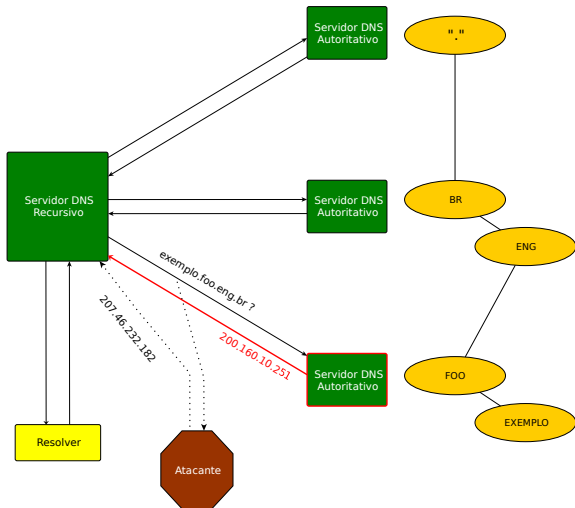 Servidor DNS
Autoritativo
"."
Servidor DNS
Recursivo
Servidor DNS
Autoritativo
BR
ENG
exemplo.foo.eng.br ?
207.46.232.182
200.160.10.251
Servidor DNS
Autoritativo
FOO
EXEMPLO
Resolver
Atacante